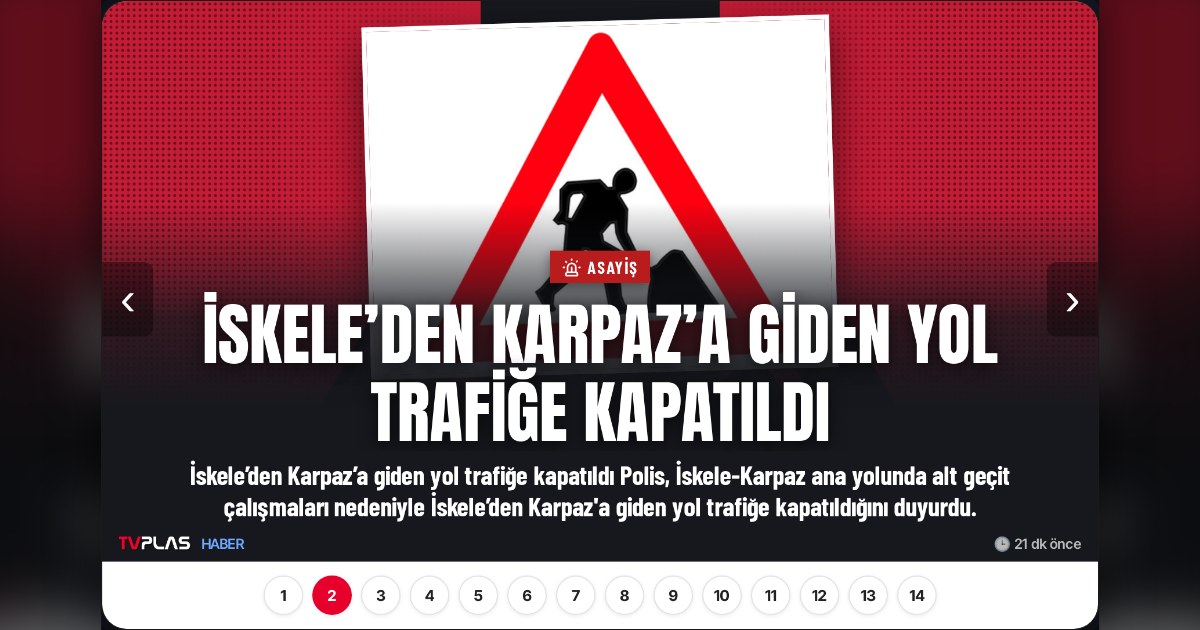 ASAYİŞ
İSKELE’DEN KARPAZ’A GİDEN YOL
TRAFİĞE KAPATILDI
İskele’den Karpaz’a giden yol trafiğe kapatıldı Polis, İskele-Karpaz ana yolunda alt geçit
çalışmaları nedeniyle İskele’den Karpaz'a giden yol trafiğe kapatıldığını duyurdu.
TVPLAS HABER
21 dk önce
1 2 3 4 5 6 7 8 9 10 11 12 13 14